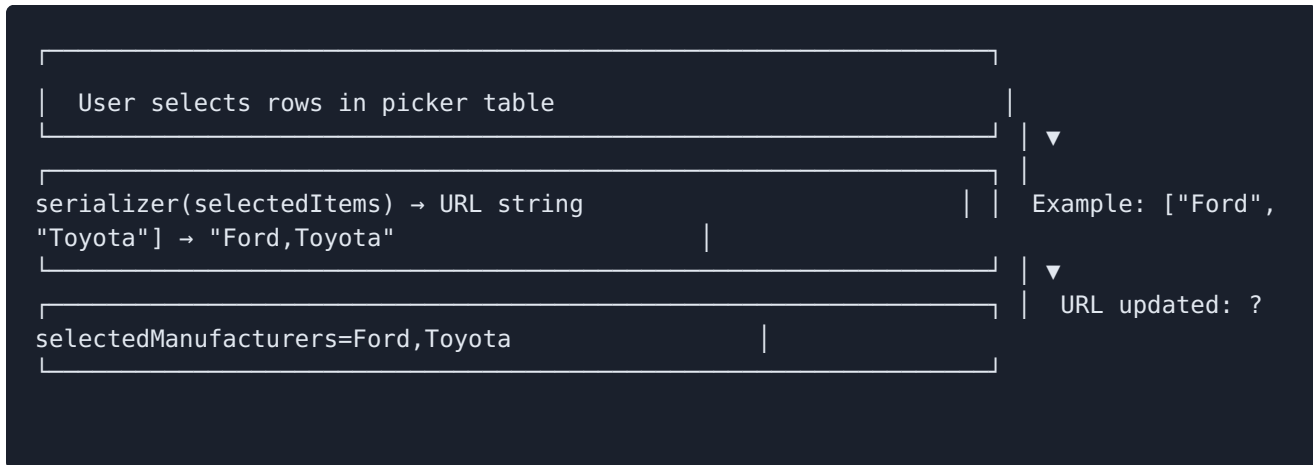 User selects rows in picker table
▼
serializer(selectedItems) → URL string Example: ["Ford",
"Toyota"] → "Ford,Toyota"
▼
URL updated: ?
selectedManufacturers=Ford,Toyota